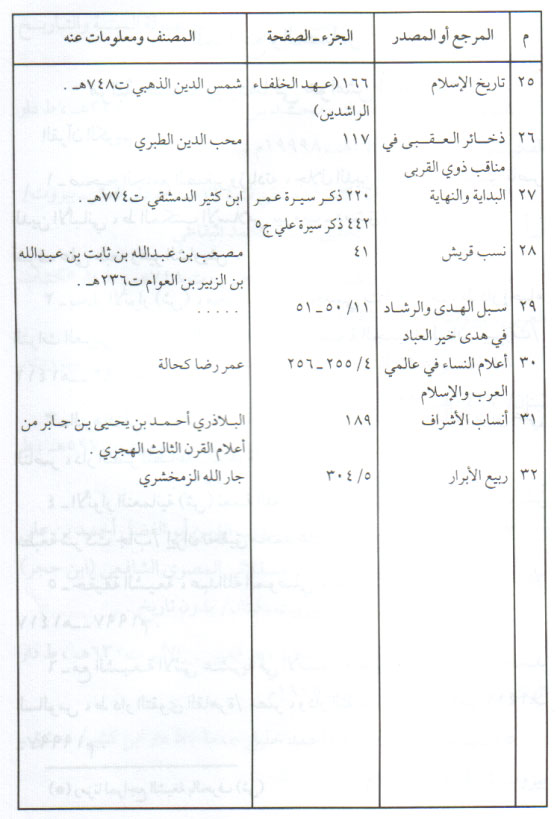 م المرجع أو المصدر الجزء ـ الصفحة المصنف ومعلومات عنه
٢٥ تاريخ الإسلام ١٦٦ (عهد الخلفاء شمس الدين الذهبي ت٧٤٨هـ .
الراشدين)
٢٦ ذخائر العقبى في ١١٧ محب الدين الطبري
مناقب ذوي القربى
٢٧ البداية والنهاية ٢٢٠ ذكر سيرة عمر ابن كثير الدمشقي ت٧٧٤هـ .
٤٤٢ ذكر سيرة علي ج٥
٢٨ نسب قريش ٤١ مصعب بن عبدالله بن ثابت بن عبدالله
بن الزبير بن العوام ت٢٣٦هـ .
٢٩ سبل الهدى والرشاد ١١/ ٥٠ ـ ٥١ . . . . .
في هدى خير العباد
٣٠ أعلام النساء في عالمي ٤/ ٢٥٥ ـ ٢٥٦ عمر رضا كحالة
العرب والإسلام
٣١ أنساب الأشراف ١٨٩ البلاذري أحمد بن يحيى بن جابر من
أعلام القرن الثالث الهجري .
٣٢ ربيع الأبرار ٥/ ٣٠٤ جار الله الزمخشري